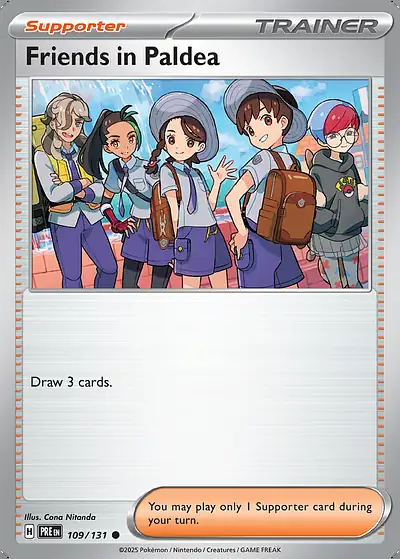 Supporter
TRAINER
Friends in Paldea
Draw 3 cards.
Illus. Cona Nitanda
You may play only 1 Supporter card during
your turn.
H PRE EN 109/131
©2025 Pokémon / Nintendo / Creatures / GAME FREAK